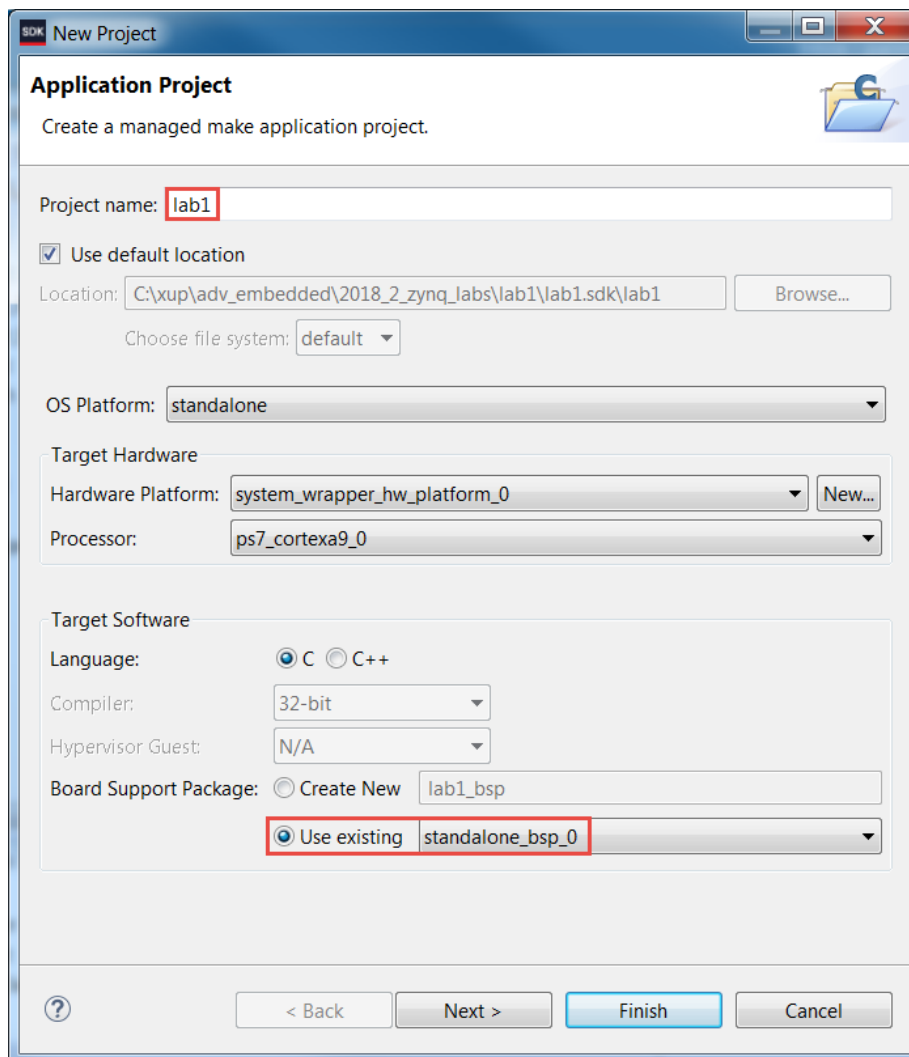 SDK New Project
Application Project
Create a managed make application project.
Project name: lab1
Use default location
Location: C:\xup\adv_embedded\2018_2_zynq_labs\lab1\lab1.sdk\lab1 Browse...
Choose file system: default
OS Platform: standalone
Target Hardware
Hardware Platform: system_wrapper_hw_platform_0 New...
Processor: ps7_cortexa9_0
Target Software
Language: C C++
Compiler: 32-bit
Hypervisor Guest: N/A
Board Support Package: Create New lab1_bsp
Use existing standalone_bsp_0
? < Back Next > Finish Cancel